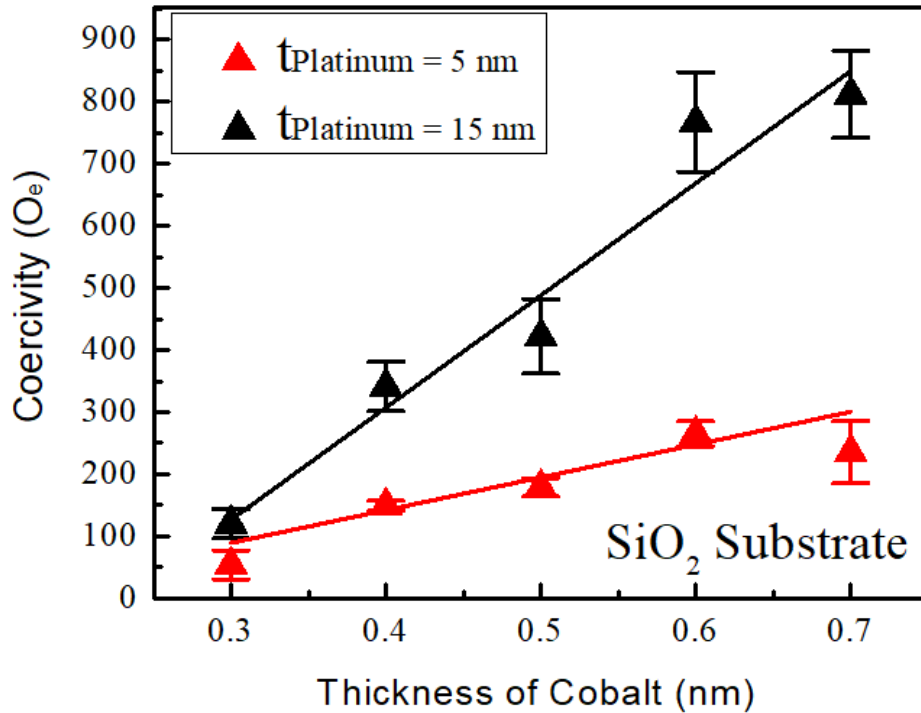 900
800
700
600
500
400
300
200
100
0
Coercivity (Oe)
tPlatinum = 5 nm
tPlatinum = 15 nm
SiO2 Substrate
0.3 0.4 0.5 0.6 0.7
Thickness of Cobalt (nm)